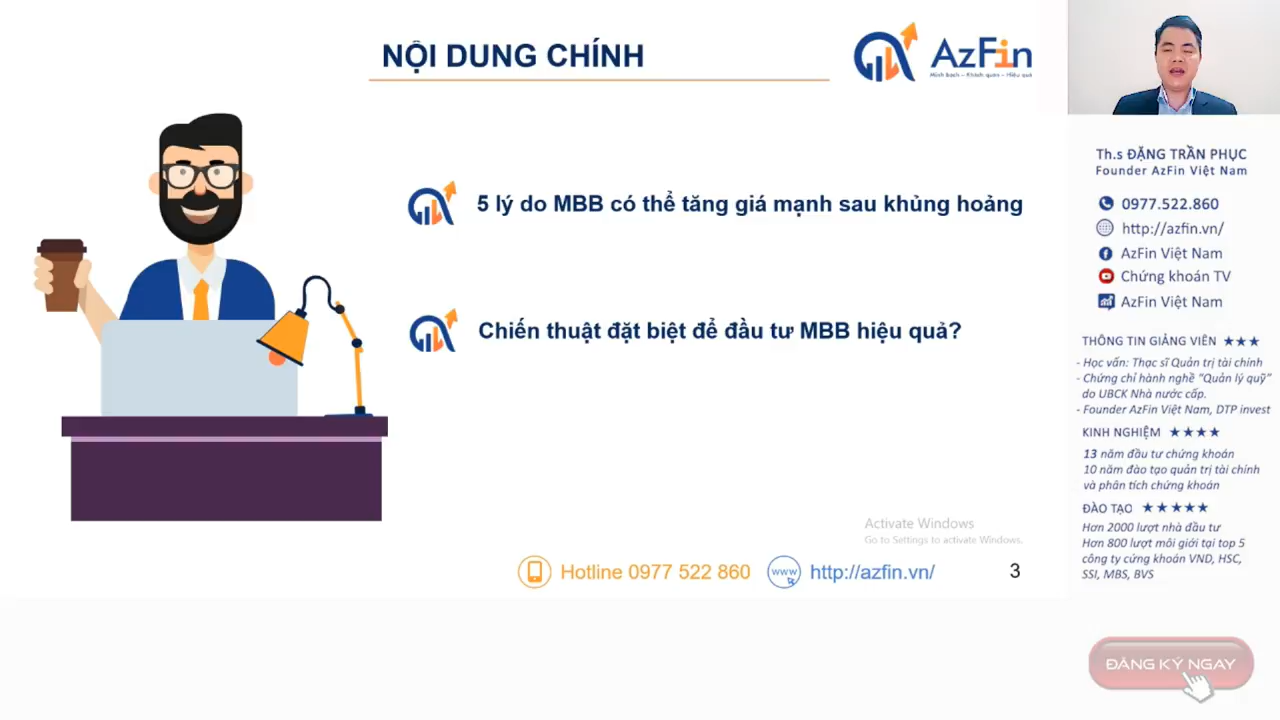 NỘI DUNG CHÍNH
AzFin
Minh bạch – Khách quan – Hiệu quả
5 lý do MBB có thể tăng giá mạnh sau khủng hoảng
Chiến thuật đặt biệt để đầu tư MBB hiệu quả?
Activate Windows
Go to Settings to activate Windows.
Hotline 0977 522 860
www
http://azfin.vn/
3
Th.s ĐẶNG TRẦN PHỤC
Founder AzFin Việt Nam
0977.522.860
http://azfin.vn/
AzFin Việt Nam
Chứng khoán TV
AzFin Việt Nam
THÔNG TIN GIẢNG VIÊN ★★★
- Học vấn: Thạc sĩ Quản trị tài chính
- Chứng chỉ hành nghề "Quản lý quỹ"
do UBCK Nhà nước cấp.
- Founder AzFin Việt Nam, DTP invest
KINH NGHIỆM ★★★★
13 năm đầu tư chứng khoán
10 năm đào tạo quản trị tài chính
và phân tích chứng khoán
ĐÀO TẠO ★★★★★
Hơn 2000 lượt nhà đầu tư
Hơn 800 lượt môi giới tại top 5
công ty cứng khoán VND, HSC,
SSI, MBS, BVS
ĐĂNG KÝ NGAY